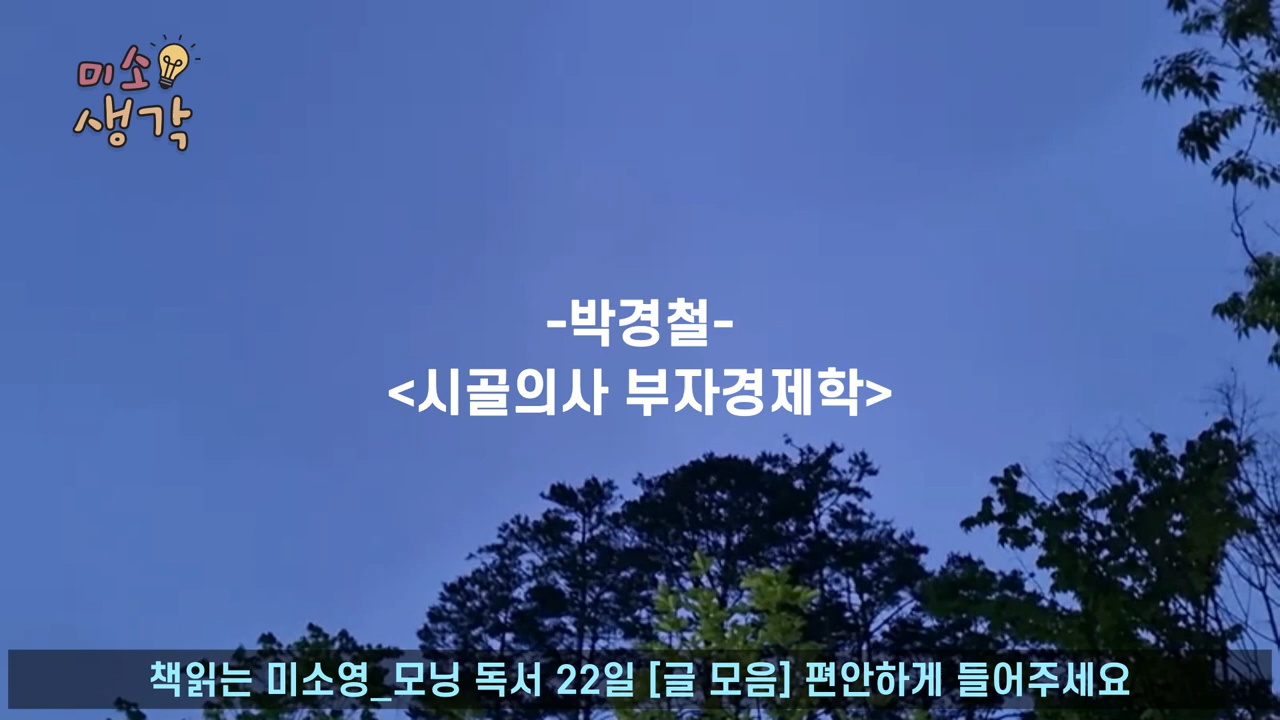 미소
생각
-박경철-
<시골의사 부자경제학>
책읽는 미소영_모닝 독서 22일 [글 모음] 편안하게 들어주세요